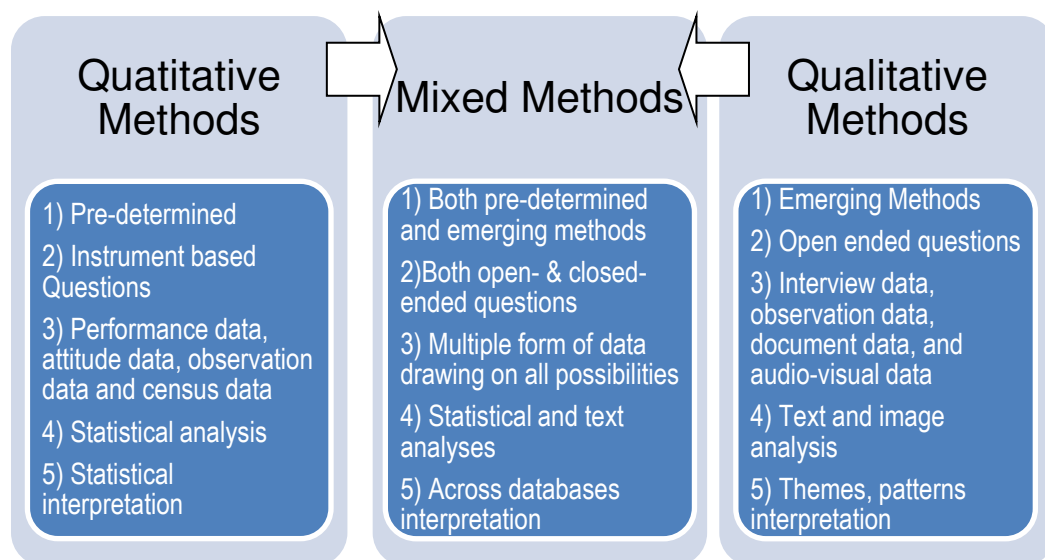 Quatitative
Methods
1) Pre-determined
2) Instrument based
Questions
3) Performance data,
attitude data, observation
data and census data
4) Statistical analysis
5) Statistical
interpretation
Mixed Methods
1) Both pre-determined
and emerging methods
2)Both open- & closed-
ended questions
3) Multiple form of data
drawing on all possibilities
4) Statistical and text
analyses
5) Across databases
interpretation
Qualitative
Methods
1) Emerging Methods
2) Open ended questions
3) Interview data,
observation data,
document data, and
audio-visual data
4) Text and image
analysis
5) Themes, patterns
interpretation